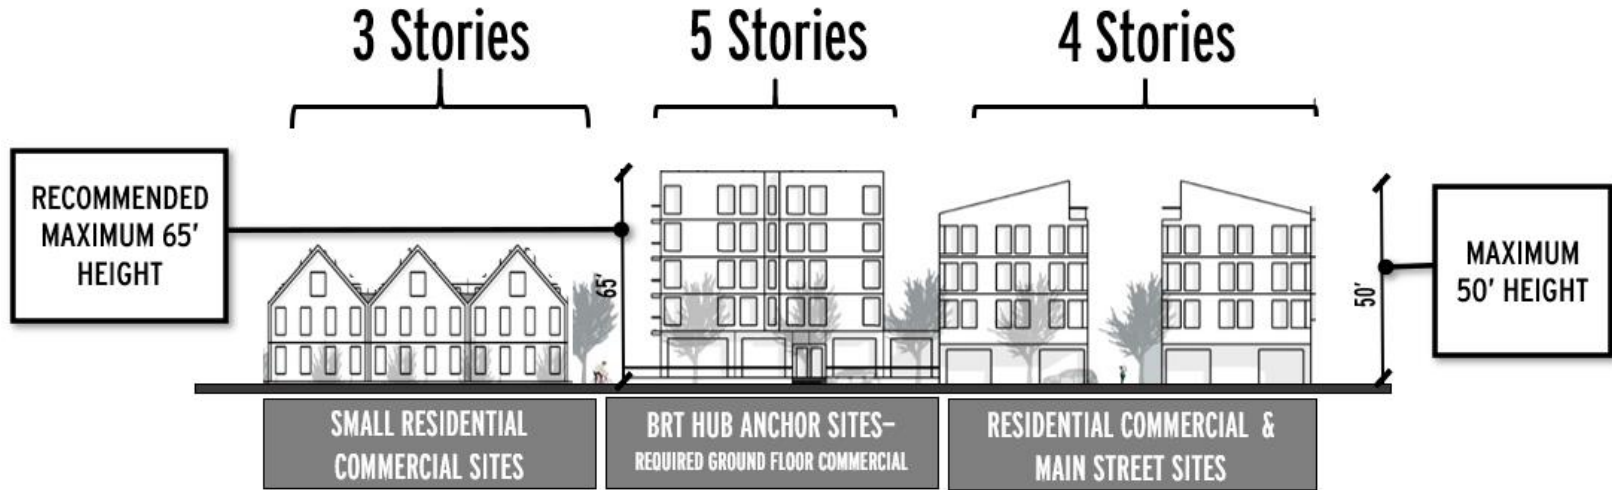 3 Stories
5 Stories
4 Stories
RECOMMENDED
MAXIMUM 65'
HEIGHT
65'
50'
MAXIMUM
50' HEIGHT
SMALL RESIDENTIAL
COMMERCIAL SITES
BRT HUB ANCHOR SITES–
REQUIRED GROUND FLOOR COMMERCIAL
RESIDENTIAL COMMERCIAL &
MAIN STREET SITES